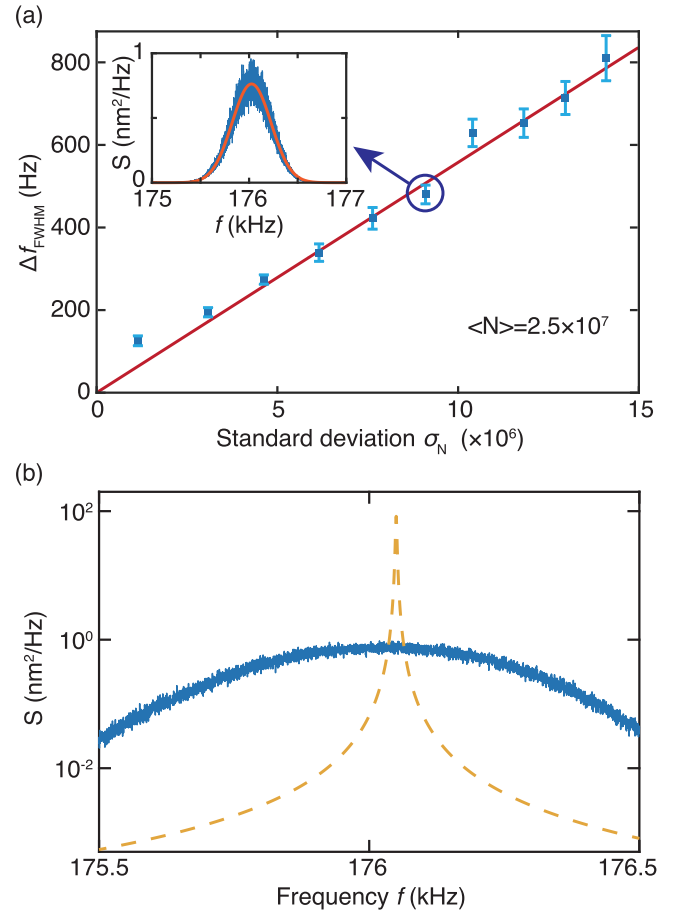 (a)
800
600
400
200
0
Δf_FWHM (Hz)
1
0
S (nm²/Hz)
175
176
177
f (kHz)
<N>=2.5×10⁷
0
5
10
15
Standard deviation σ_N (×10⁶)
(b)
10²
10⁰
10⁻²
S (nm²/Hz)
175.5
176
176.5
Frequency f (kHz)